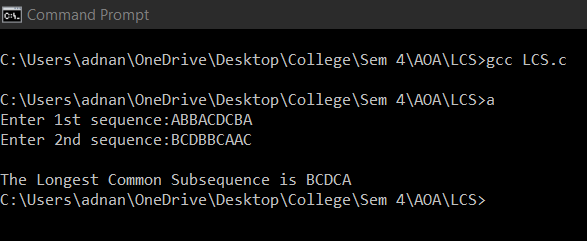 Command Prompt
C:\Users\adnan\OneDrive\Desktop\College\Sem 4\AOA\LCS>gcc LCS.c
C:\Users\adnan\OneDrive\Desktop\College\Sem 4\AOA\LCS>a
Enter 1st sequence:ABBACDCBA
Enter 2nd sequence:BCDBBCAAC
The Longest Common Subsequence is BCDCA
C:\Users\adnan\OneDrive\Desktop\College\Sem 4\AOA\LCS>